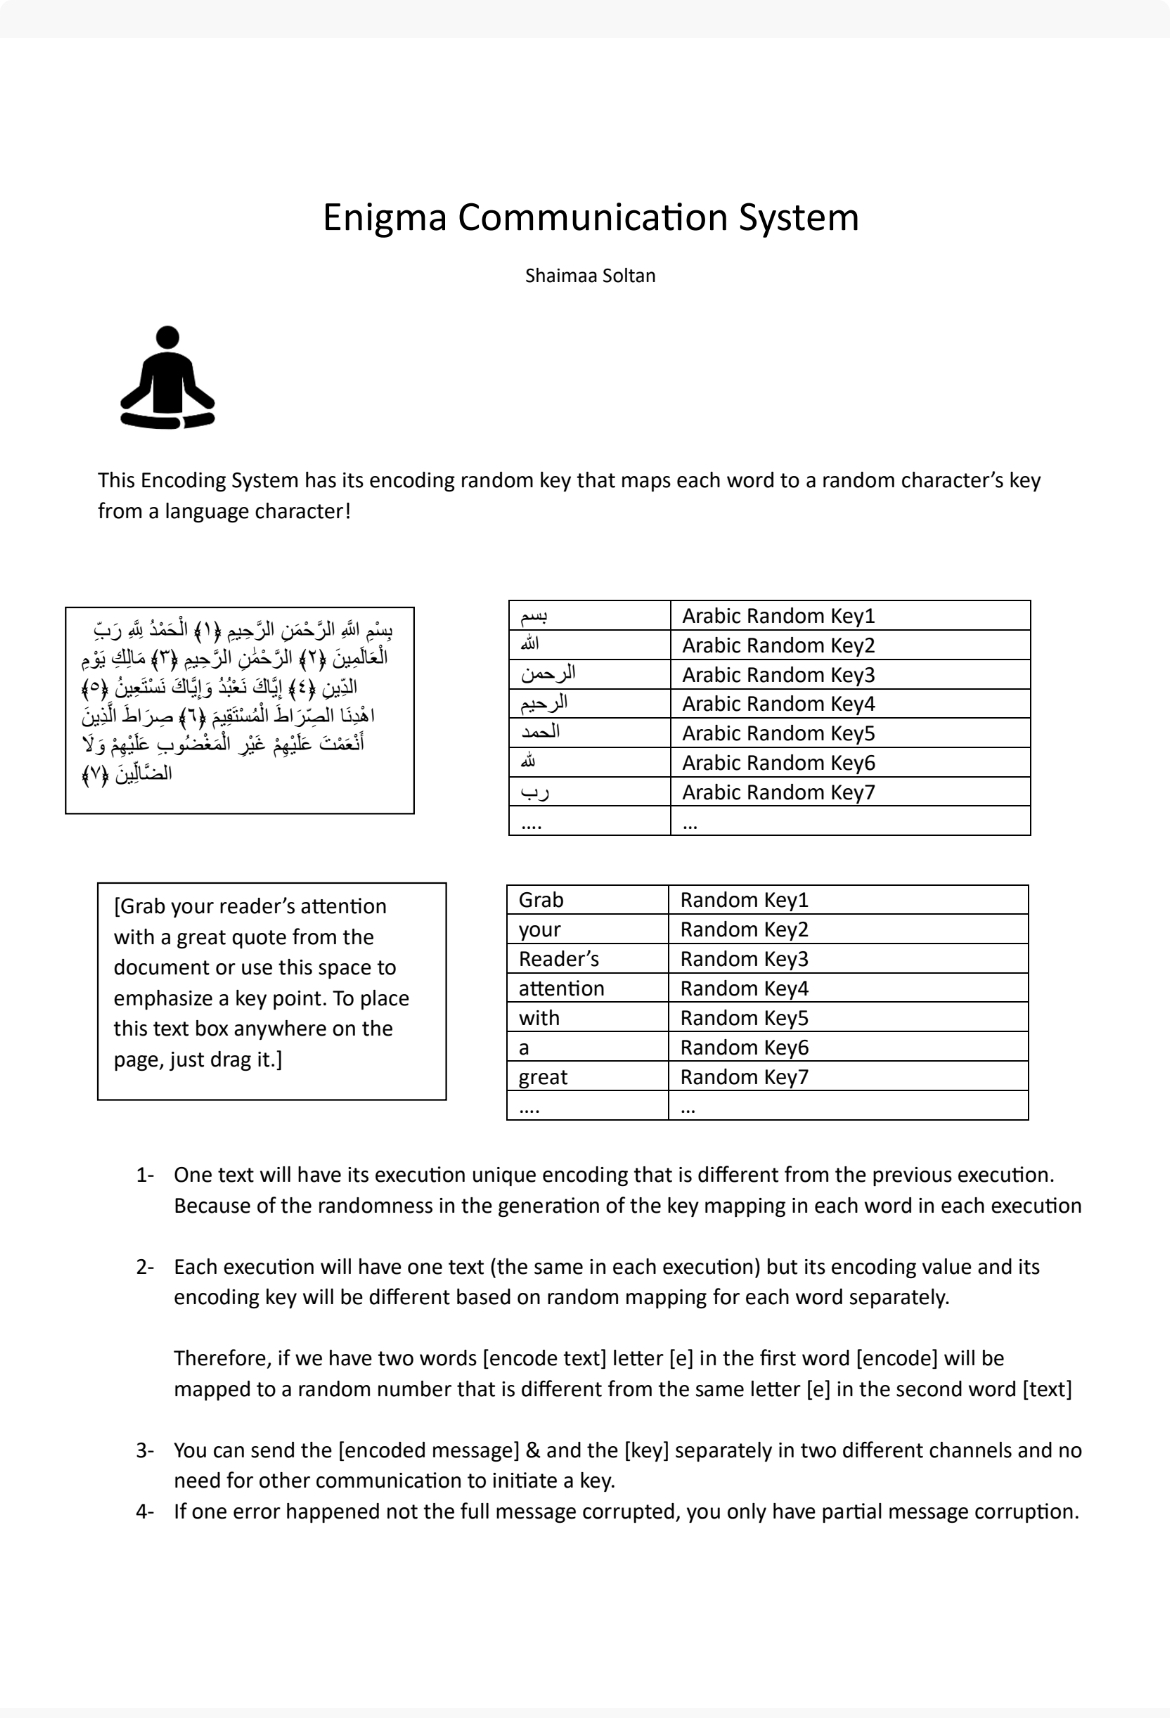 Enigma Communication System
Shaimaa Soltan
This Encoding System has its encoding random key that maps each word to a random character’s key
from a language character!
بِسْمِ اللَّهِ الرَّحْمَنِ الرَّحِيمِ ﴿١﴾ الْحَمْدُ لِلَّهِ رَبِّ
الْعَالَمِينَ ﴿٢﴾ الرَّحْمَٰنِ الرَّحِيمِ ﴿٣﴾ مَالِكِ يَوْمِ
الدِّينِ ﴿٤﴾ إِيَّاكَ نَعْبُدُ وَإِيَّاكَ نَسْتَعِينُ ﴿٥﴾
اهْدِنَا الصِّرَاطَ الْمُسْتَقِيمَ ﴿٦﴾ صِرَاطَ الَّذِينَ
أَنْعَمْتَ عَلَيْهِمْ غَيْرِ الْمَغْضُوبِ عَلَيْهِمْ وَلَا
الضَّالِّينَ ﴿٧﴾
بسم Arabic Random Key1
الله Arabic Random Key2
الرحمن Arabic Random Key3
الرحيم Arabic Random Key4
الحمد Arabic Random Key5
لله Arabic Random Key6
رب Arabic Random Key7
.... ...
[Grab your reader’s attention
with a great quote from the
document or use this space to
emphasize a key point. To place
this text box anywhere on the
page, just drag it.]
Grab Random Key1
your Random Key2
Reader’s Random Key3
attention Random Key4
with Random Key5
a Random Key6
great Random Key7
.... ...
1- One text will have its execution unique encoding that is different from the previous execution.
Because of the randomness in the generation of the key mapping in each word in each execution
2- Each execution will have one text (the same in each execution) but its encoding value and its
encoding key will be different based on random mapping for each word separately.
Therefore, if we have two words [encode text] letter [e] in the first word [encode] will be
mapped to a random number that is different from the same letter [e] in the second word [text]
3- You can send the [encoded message] & and the [key] separately in two different channels and no
need for other communication to initiate a key.
4- If one error happened not the full message corrupted, you only have partial message corruption.